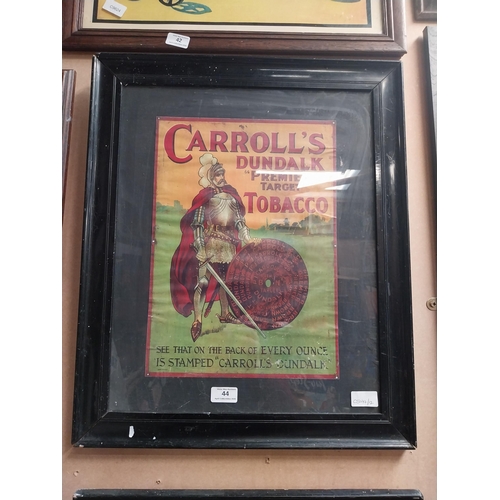 42
CARROLL'S
DUNDALK
"PREMIER
TARGET
TOBACCO
SEE THAT ON THE BACK OF EVERY OUNCE
IS STAMPED "CARROLL'S DUNDALK"
44